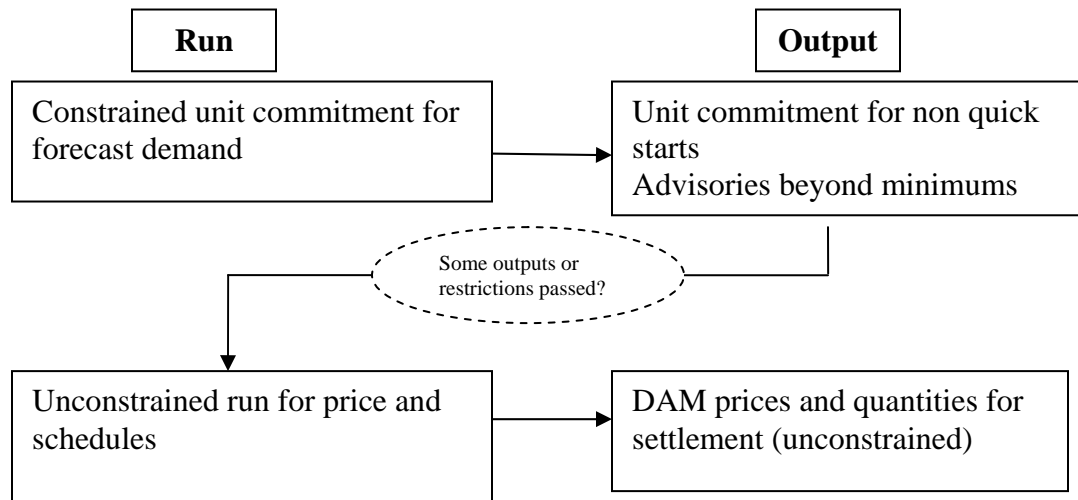 Run
Output
Constrained unit commitment for
forecast demand
Unit commitment for non quick
starts
Advisories beyond minimums
Some outputs or
restrictions passed?
Unconstrained run for price and
schedules
DAM prices and quantities for
settlement (unconstrained)